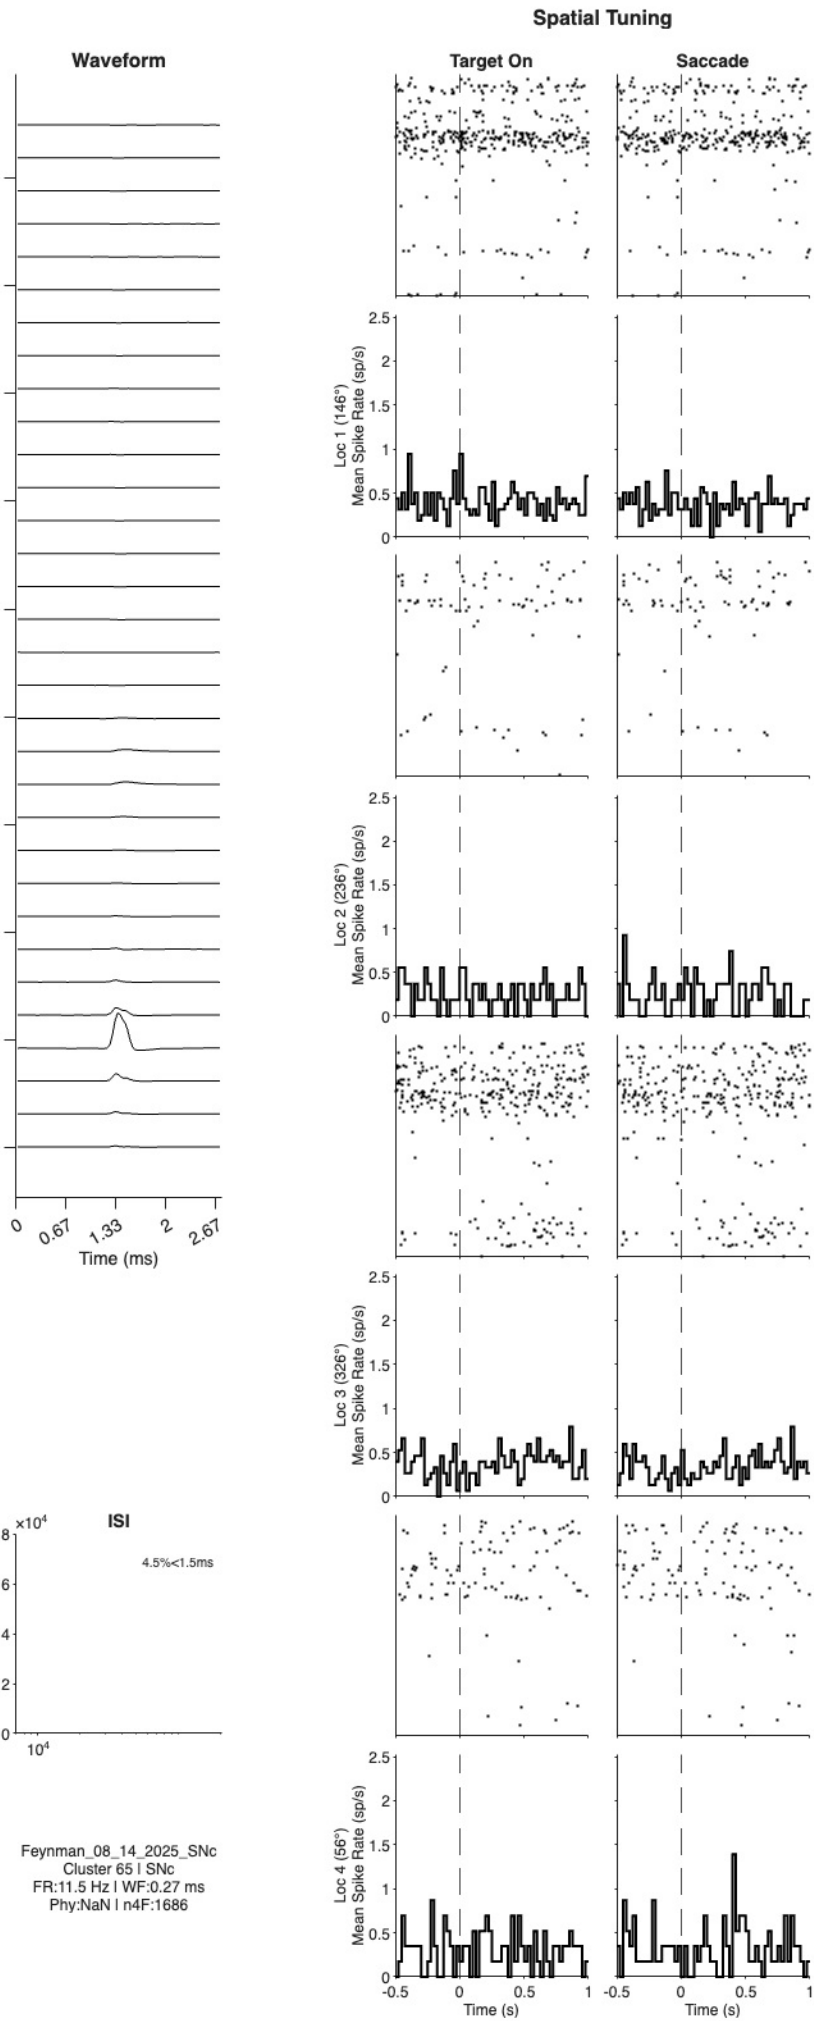 Spatial Tuning
Waveform
Target On
Saccade
0
0.67
1.33
2
2.67
Time (ms)
2.5
2
1.5
1
0.5
0
Loc 1 (146°)
Mean Spike Rate (sp/s)
2.5
2
1.5
1
0.5
0
Loc 2 (236°)
Mean Spike Rate (sp/s)
2.5
2
1.5
1
0.5
0
Loc 3 (326°)
Mean Spike Rate (sp/s)
×10⁴
ISI
8
6
4
2
0
4.5%<1.5ms
10⁴
Feynman_08_14_2025_SNc
Cluster 65 | SNc
FR:11.5 Hz | WF:0.27 ms
Phy:NaN | n4F:1686
2.5
2
1.5
1
0.5
0
Loc 4 (56°)
Mean Spike Rate (sp/s)
-0.5
0
0.5
1
Time (s)
-0.5
0
0.5
1
Time (s)